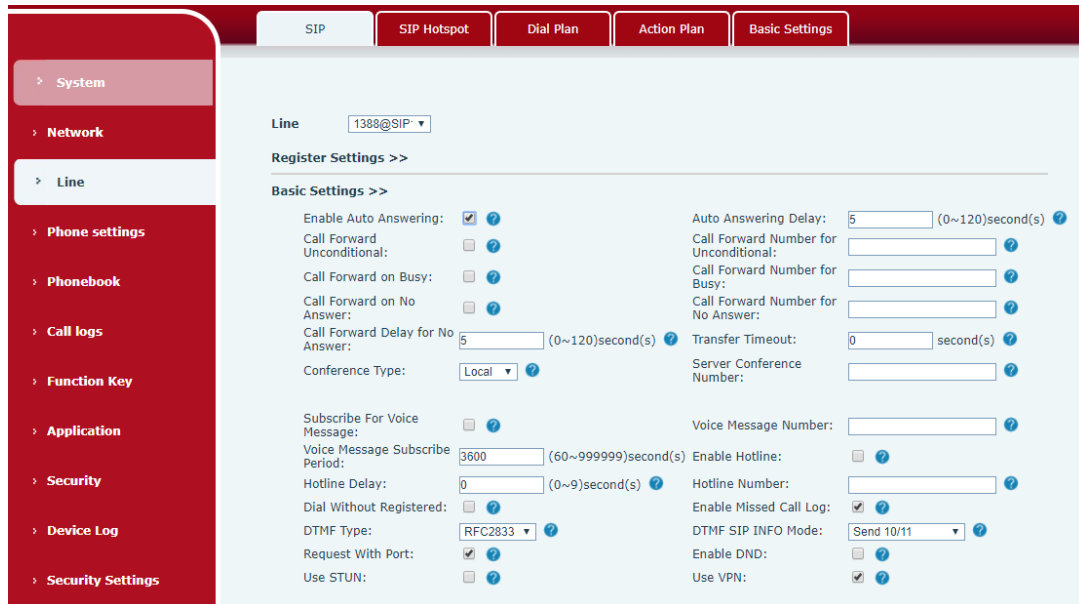 SIP
SIP Hotspot
Dial Plan
Action Plan
Basic Settings
System
Network
Line
Phone settings
Phonebook
Call logs
Function Key
Application
Security
Device Log
Security Settings
Line 1388@SIP
Register Settings >>
Basic Settings >>
Enable Auto Answering:
Auto Answering Delay: 5 (0~120)second(s)
Call Forward
Unconditional:
Call Forward Number for
Unconditional:
Call Forward on Busy:
Call Forward Number for
Busy:
Call Forward on No
Answer:
Call Forward Number for
No Answer:
Call Forward Delay for No
Answer: 5 (0~120)second(s)
Transfer Timeout: 0 second(s)
Conference Type: Local
Server Conference
Number:
Subscribe For Voice
Message:
Voice Message Number:
Voice Message Subscribe
Period: 3600 (60~999999)second(s)
Enable Hotline:
Hotline Delay: 0 (0~9)second(s)
Hotline Number:
Dial Without Registered:
Enable Missed Call Log:
DTMF Type: RFC2833
DTMF SIP INFO Mode: Send 10/11
Request With Port:
Enable DND:
Use STUN:
Use VPN: